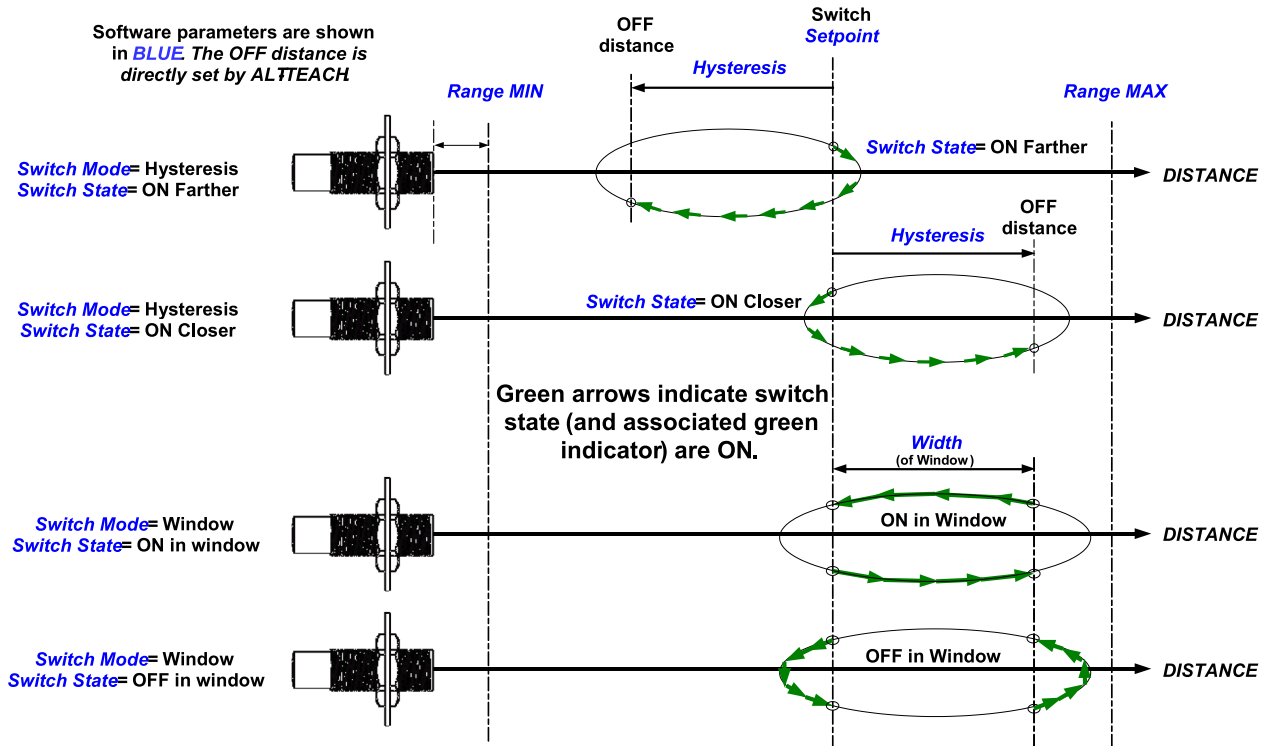 Software parameters are shown
in BLUE. The OFF distance is
directly set by ALT-TEACH.
OFF
distance
Switch
Setpoint
Hysteresis
Range MIN
Range MAX
Switch Mode= Hysteresis
Switch State= ON Farther
Switch State= ON Farther
DISTANCE
OFF
distance
Hysteresis
Switch Mode= Hysteresis
Switch State= ON Closer
Switch State= ON Closer
DISTANCE
Green arrows indicate switch
state (and associated green
indicator) are ON.
Width
(of Window)
Switch Mode= Window
Switch State= ON in window
ON in Window
DISTANCE
Switch Mode= Window
Switch State= OFF in window
OFF in Window
DISTANCE